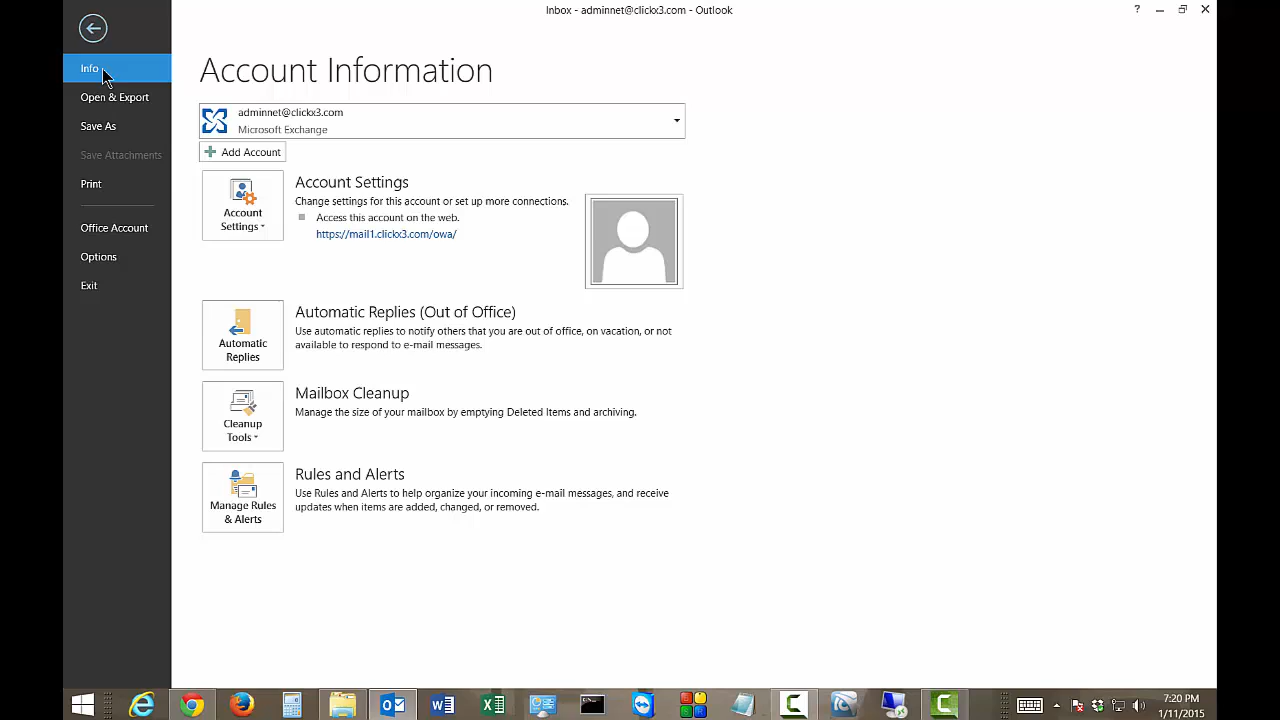 Inbox - adminnet@clickx3.com - Outlook
?
Info
Open & Export
Save As
Save Attachments
Print
Office Account
Options
Exit
Account Information
adminnet@clickx3.com
Microsoft Exchange
Add Account
Account
Settings
Account Settings
Change settings for this account or set up more connections.
Access this account on the web.
https://mail1.clickx3.com/owa/
Automatic
Replies
Automatic Replies (Out of Office)
Use automatic replies to notify others that you are out of office, on vacation, or not
available to respond to e-mail messages.
Cleanup
Tools
Mailbox Cleanup
Manage the size of your mailbox by emptying Deleted Items and archiving.
Manage Rules
& Alerts
Rules and Alerts
Use Rules and Alerts to help organize your incoming e-mail messages, and receive
updates when items are added, changed, or removed.
7:20 PM
1/11/2015